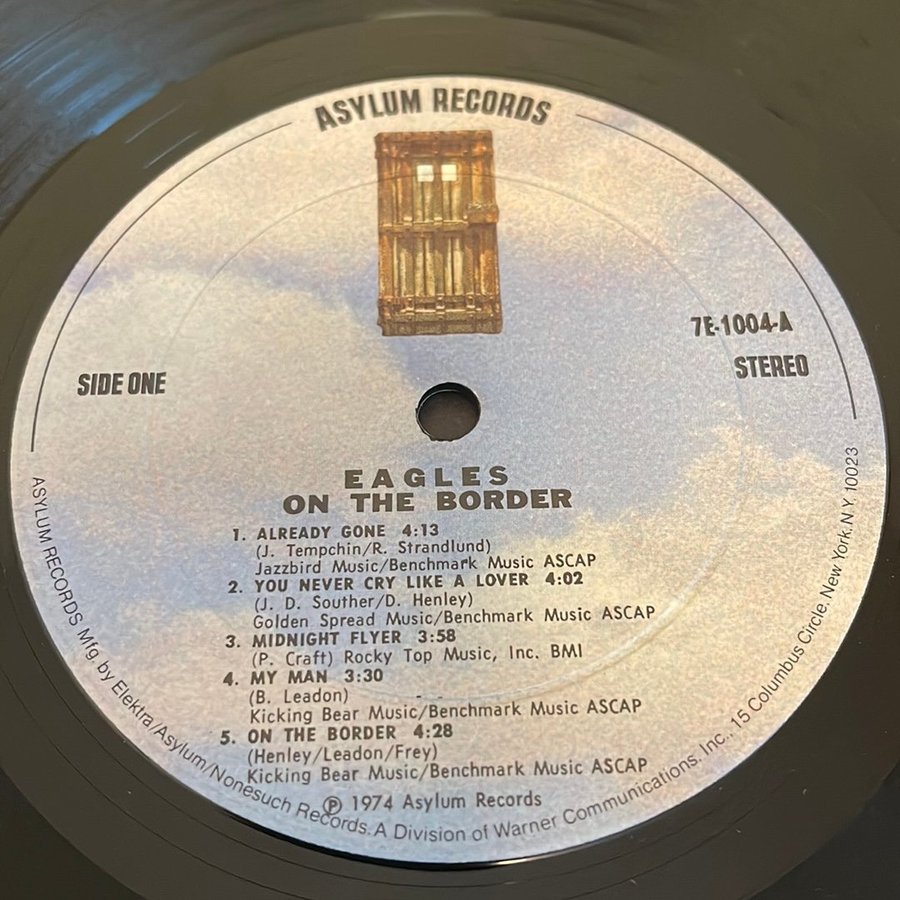 ASYLUM RECORDS
7E-1004-A
STEREO
SIDE ONE
EAGLES
ON THE BORDER
1. ALREADY GONE 4:13
(J. Tempchin/R. Strandlund)
Jazzbird Music/Benchmark Music ASCAP
2. YOU NEVER CRY LIKE A LOVER 4:02
(J. D. Souther/D. Henley)
Golden Spread Music/Benchmark Music ASCAP
3. MIDNIGHT FLYER 3:58
(P. Craft) Rocky Top Music, Inc. BMI
4. MY MAN 3:30
(B. Leadon)
Kicking Bear Music/Benchmark Music ASCAP
5. ON THE BORDER 4:28
(Henley/Leadon/Frey)
Kicking Bear Music/Benchmark Music ASCAP
℗ 1974 Asylum Records
ASYLUM RECORDS Mfg. by Elektra/Asylum/Nonesuch Records. A Division of Warner Communications. Inc., 15 Columbus Circle. New York. N.Y. 10023